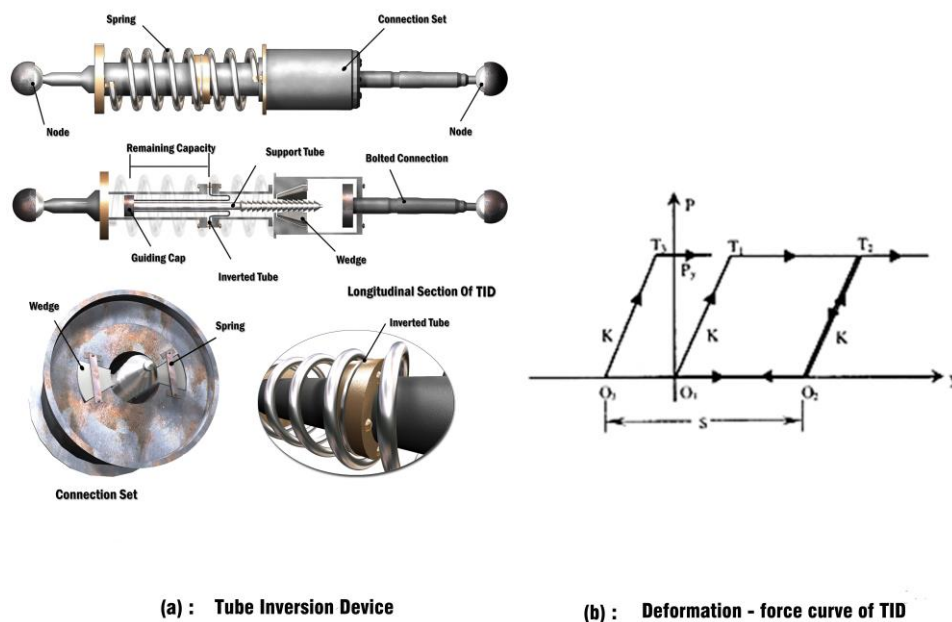 Spring
Connection Set
Node
Node
Remaining Capacity
Support Tube
Bolted Connection
Guiding Cap
Wedge
Inverted Tube
Longitudinal Section Of TID
Wedge
Spring
Inverted Tube
Connection Set
P
T3
T1
T2
Py
K
K
K
O3
O1
O2
S
(a) : Tube Inversion Device
(b) : Deformation - force curve of TID